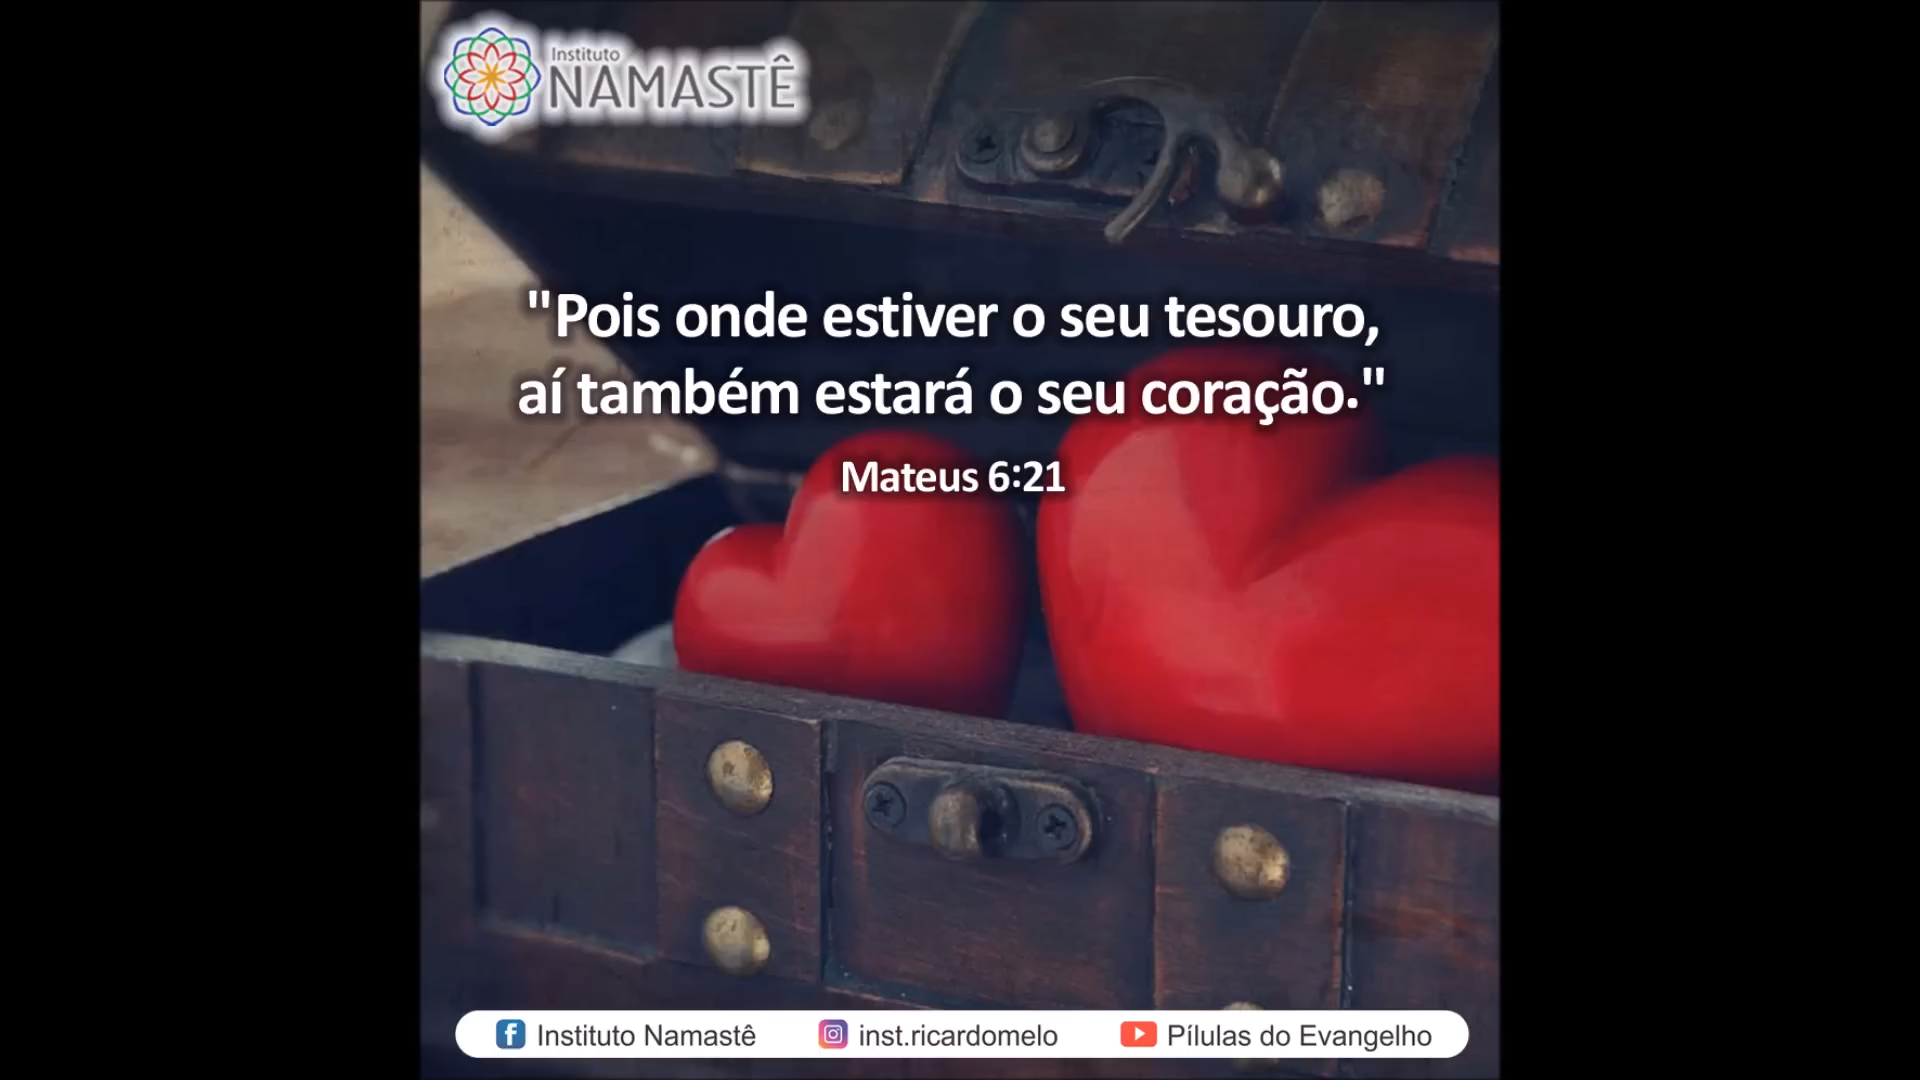 Instituto
NAMASTÊ
"Pois onde estiver o seu tesouro,
aí também estará o seu coração."
Mateus 6:21
Instituto Namastê
inst.ricardomelo
Pílulas do Evangelho